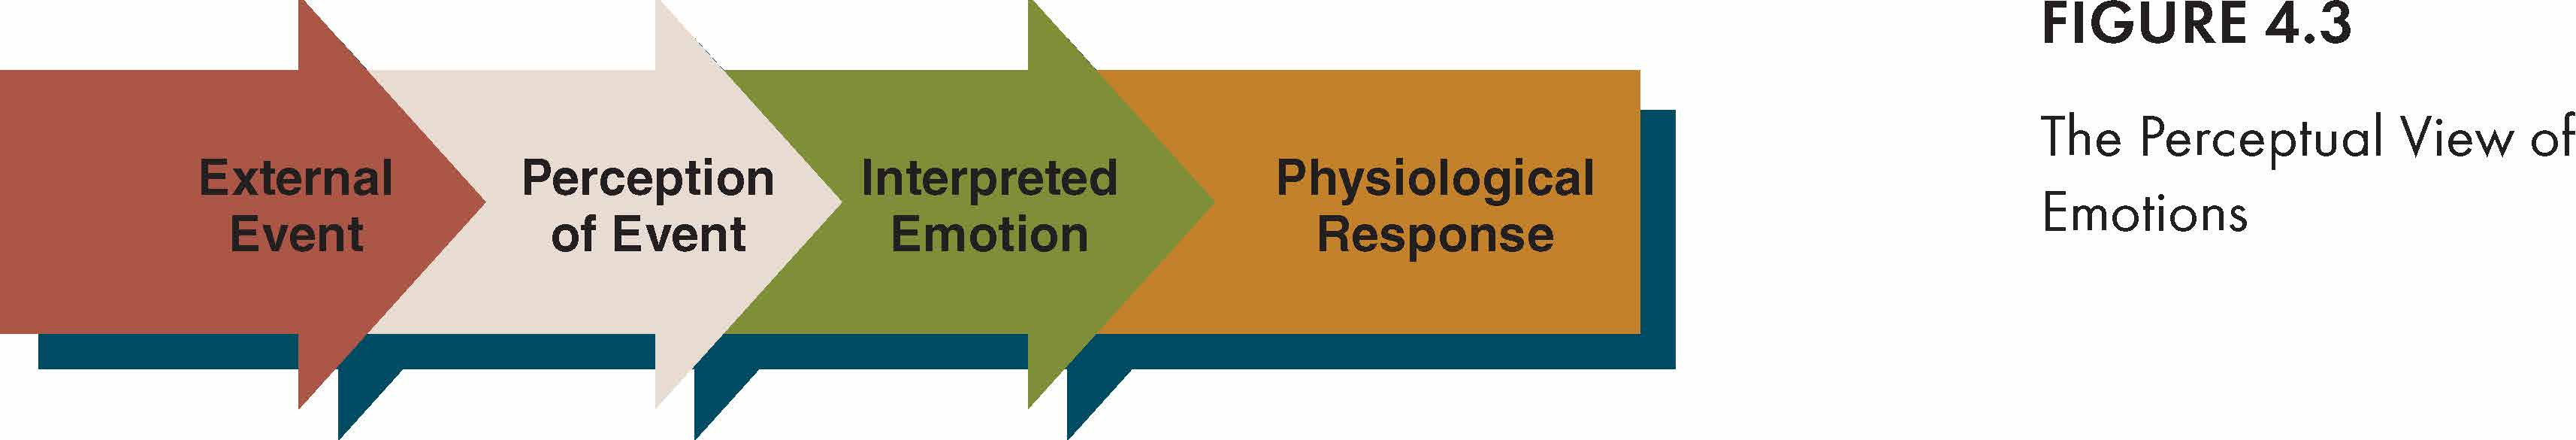 External
Event
Perception
of Event
Interpreted
Emotion
Physiological
Response
FIGURE 4.3
The Perceptual View of
Emotions